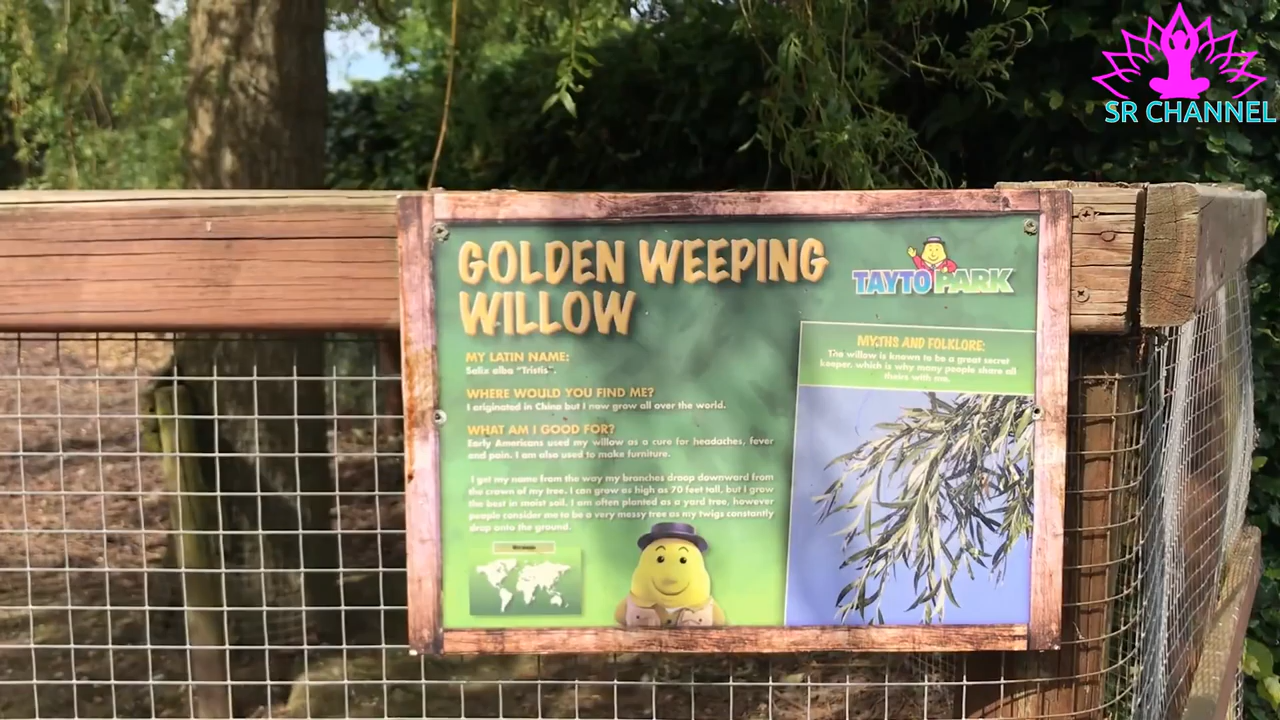 SR CHANNEL
GOLDEN WEEPING
WILLOW
TAYTO PARK
MY LATIN NAME:
Salix alba "Tristis".
WHERE WOULD YOU FIND ME?
I originated in China but I now grow all over the world.
WHAT AM I GOOD FOR?
Early Americans used my willow as a cure for headaches, fever
and pain. I am also used to make furniture.
I get my name from the way my branches droop downward from
the crown of my tree. I can grow as high as 70 feet tall, but I grow
the best in moist soil. I am often planted as a yard tree, however
people consider me to be a very messy tree as my twigs constantly
drop onto the ground.
MYTHS AND FOLKLORE:
The willow is known to be a great secret
keeper, which is why many people share all
theirs with me.